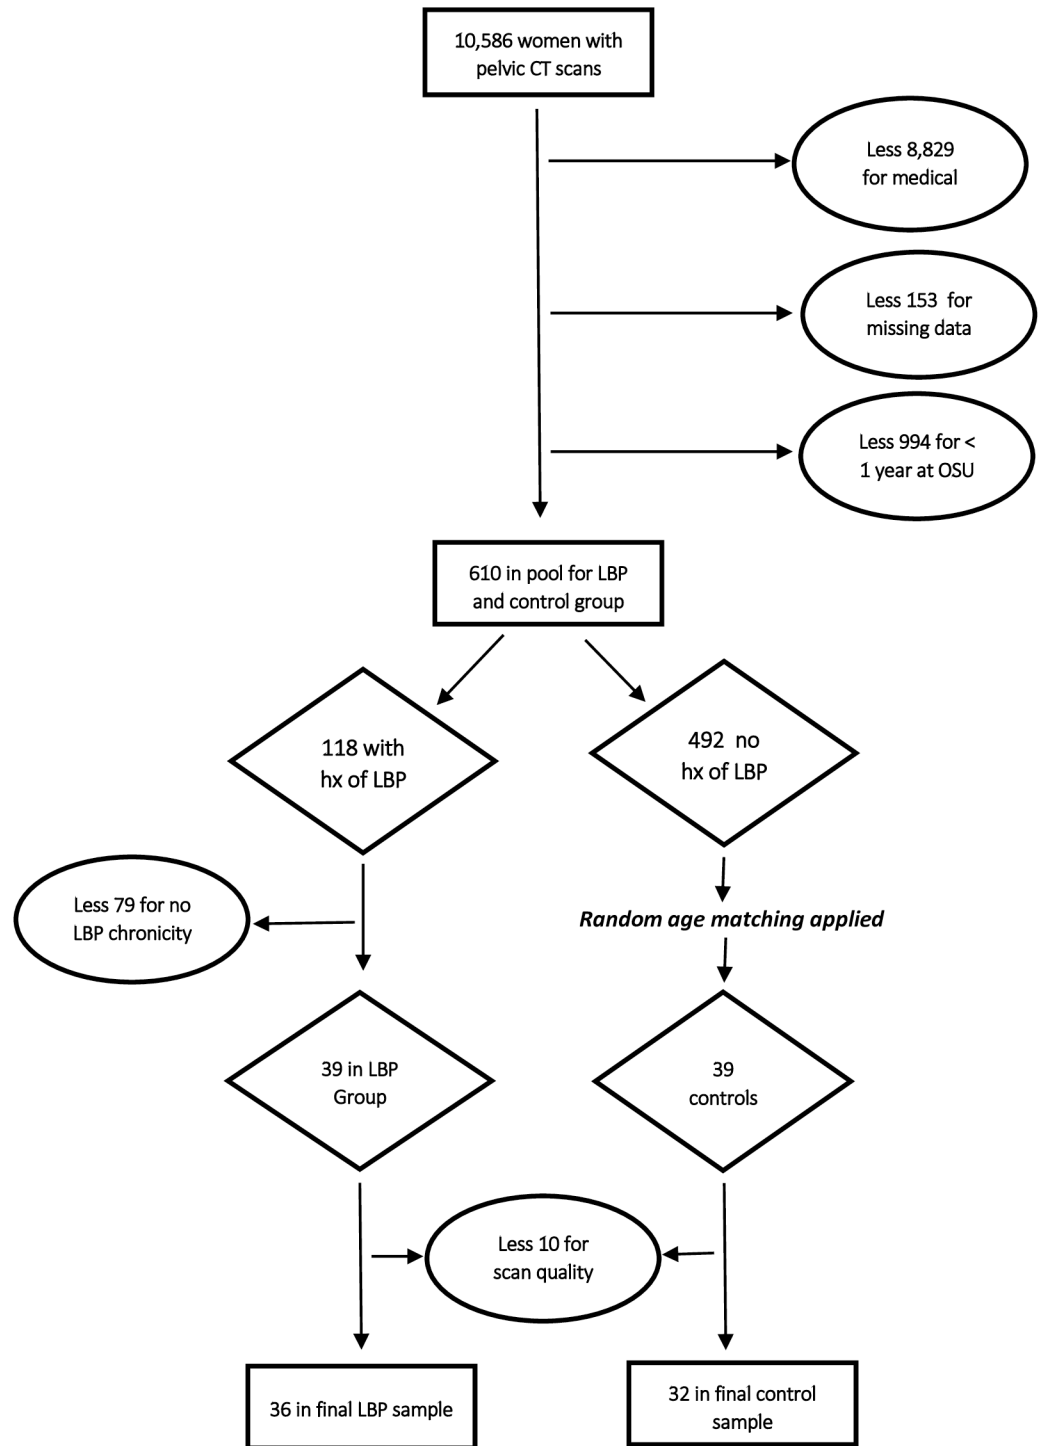 10,586 women with
pelvic CT scans
Less 8,829
for medical
Less 153 for
missing data
Less 994 for <
1 year at OSU
610 in pool for LBP
and control group
118 with
hx of LBP
492 no
hx of LBP
Less 79 for no
LBP chronicity
Random age matching applied
39 in LBP
Group
39
controls
Less 10 for
scan quality
36 in final LBP sample
32 in final control
sample